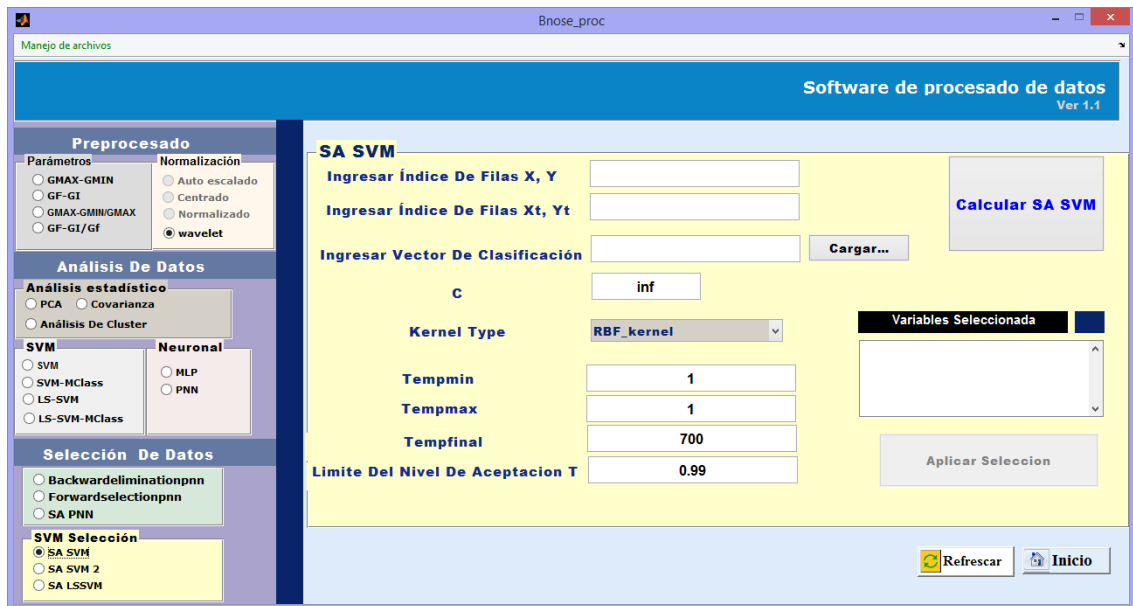 Bnose_proc
Manejo de archivos
Software de procesado de datos
Ver 1.1
Preprocesado
Parámetros
GMAX-GMIN
GF-GI
GMAX-GMIN/GMAX
GF-GI/Gf
Normalización
Auto escalado
Centrado
Normalizado
wavelet
Análisis De Datos
Análisis estadístico
PCA
Covarianza
Análisis De Cluster
SVM
SVM
SVM-MClass
LS-SVM
LS-SVM-MClass
Neuronal
MLP
PNN
Selección De Datos
Backwardeliminationpnn
Forwardselectionpnn
SA PNN
SVM Selección
SA SVM
SA SVM 2
SA LSSVM
SA SVM
Ingresar Índice De Filas X, Y
Ingresar Índice De Filas Xt, Yt
Ingresar Vector De Clasificación
Cargar...
C
inf
Kernel Type
RBF_kernel
Tempmin
1
Tempmax
1
Tempfinal
700
Limite Del Nivel De Aceptacion T
0.99
Calcular SA SVM
Variables Seleccionada
Aplicar Seleccion
Refrescar
Inicio